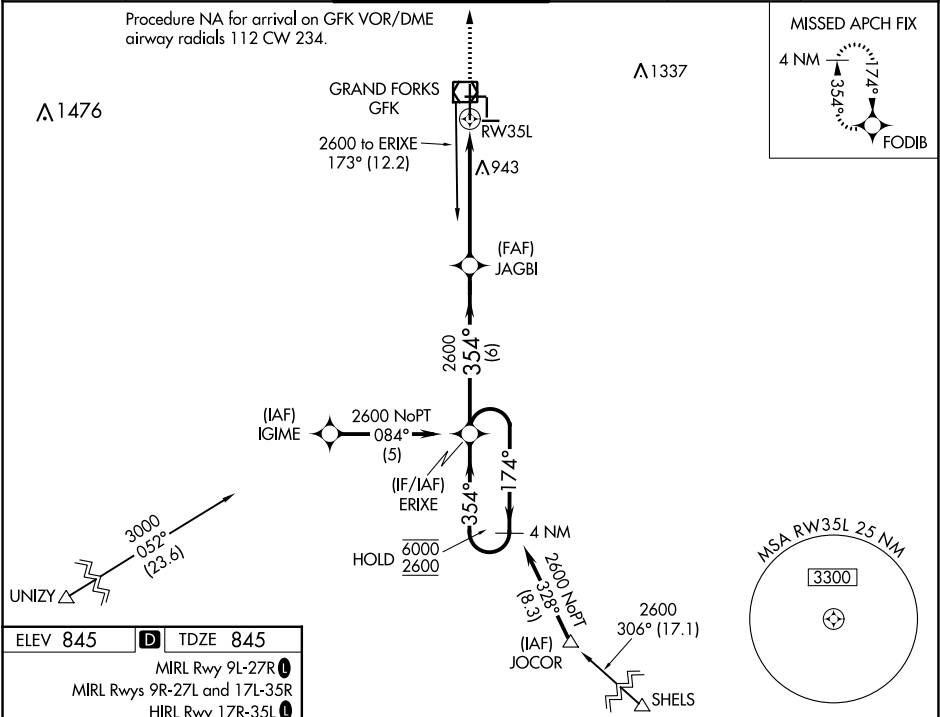 Procedure NA for arrival on GFK VOR/DME
airway radials 112 CW 234.
MISSED APCH FIX
4 NM
354°
174°
FODIB
1476
1337
GRAND FORKS
GFK
RW35L
2600 to ERIXE
173° (12.2)
943
(FAF)
JAGBI
2600
354°
(6)
(IAF)
IGIME
2600 NoPT
084°
(5)
(IF/IAF)
ERIXE
354°
174°
HOLD 6000
2600
4 NM
3000
052°
(23.6)
UNIZY
2600 NoPT
328°
(8.3)
(IAF)
JOCOR
2600
306° (17.1)
SHELS
MSA RW35L 25 NM
3300
ELEV 845 D TDZE 845
MIRL Rwy 9L-27R L
MIRL Rwys 9R-27L and 17L-35R
HIRL Rwy 17R-35L L